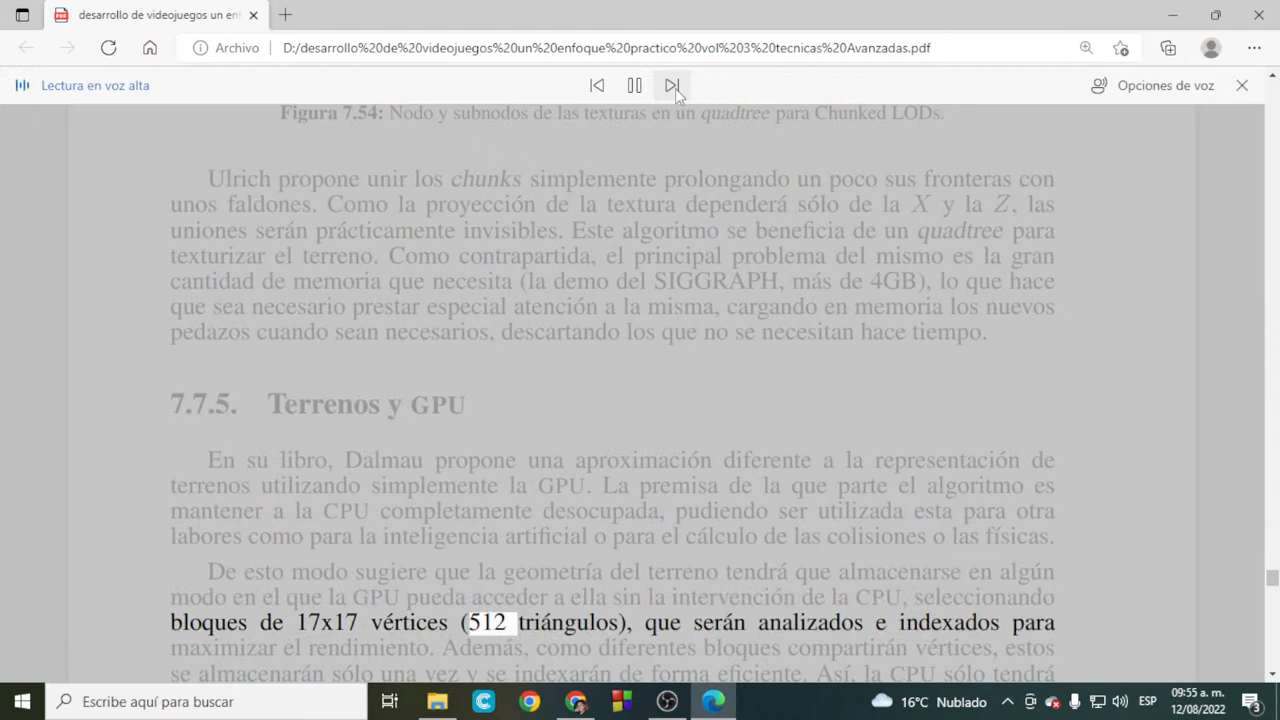 desarrollo de videojuegos un en
Archivo
D:/desarrollo%20de%20videojuegos%20un%20enfoque%20practico%20vol%203%20tecnicas%20Avanzadas.pdf
Lectura en voz alta
Opciones de voz
Figura 7.54: Nodo y subnodos de las texturas en un quadtree para Chunked LODs.
Ulrich propone unir los chunks simplemente prolongando un poco sus fronteras con
unos faldones. Como la proyección de la textura dependerá sólo de la X y la Z, las
uniones serán prácticamente invisibles. Este algoritmo se beneficia de un quadtree para
texturizar el terreno. Como contrapartida, el principal problema del mismo es la gran
cantidad de memoria que necesita (la demo del SIGGRAPH, más de 4GB), lo que hace
que sea necesario prestar especial atención a la misma, cargando en memoria los nuevos
pedazos cuando sean necesarios, descartando los que no se necesitan hace tiempo.
7.7.5. Terrenos y GPU
En su libro, Dalmau propone una aproximación diferente a la representación de
terrenos utilizando simplemente la GPU. La premisa de la que parte el algoritmo es
mantener a la CPU completamente desocupada, pudiendo ser utilizada esta para otra
labores como para la inteligencia artificial o para el cálculo de las colisiones o las físicas.
De esto modo sugiere que la geometría del terreno tendrá que almacenarse en algún
modo en el que la GPU pueda acceder a ella sin la intervención de la CPU, seleccionando
bloques de 17x17 vértices (512 triángulos), que serán analizados e indexados para
maximizar el rendimiento. Además, como diferentes bloques compartirán vértices, estos
se almacenarán sólo una vez y se indexarán de forma eficiente. Así, la CPU sólo tendrá
Escribe aquí para buscar
16°C Nublado
ESP
09:55 a. m.
12/08/2022
3